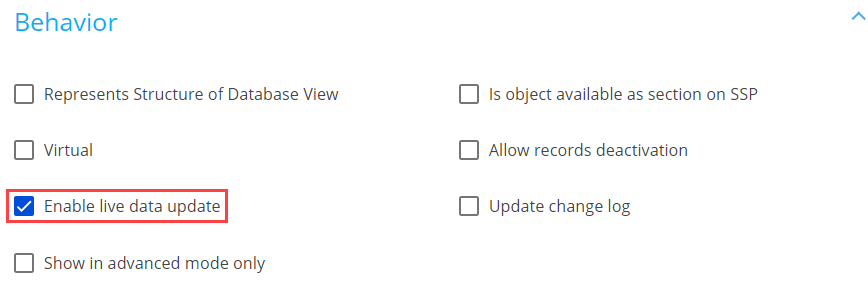 Behavior
Represents Structure of Database View
Is object available as section on SSP
Virtual
Allow records deactivation
Enable live data update
Update change log
Show in advanced mode only